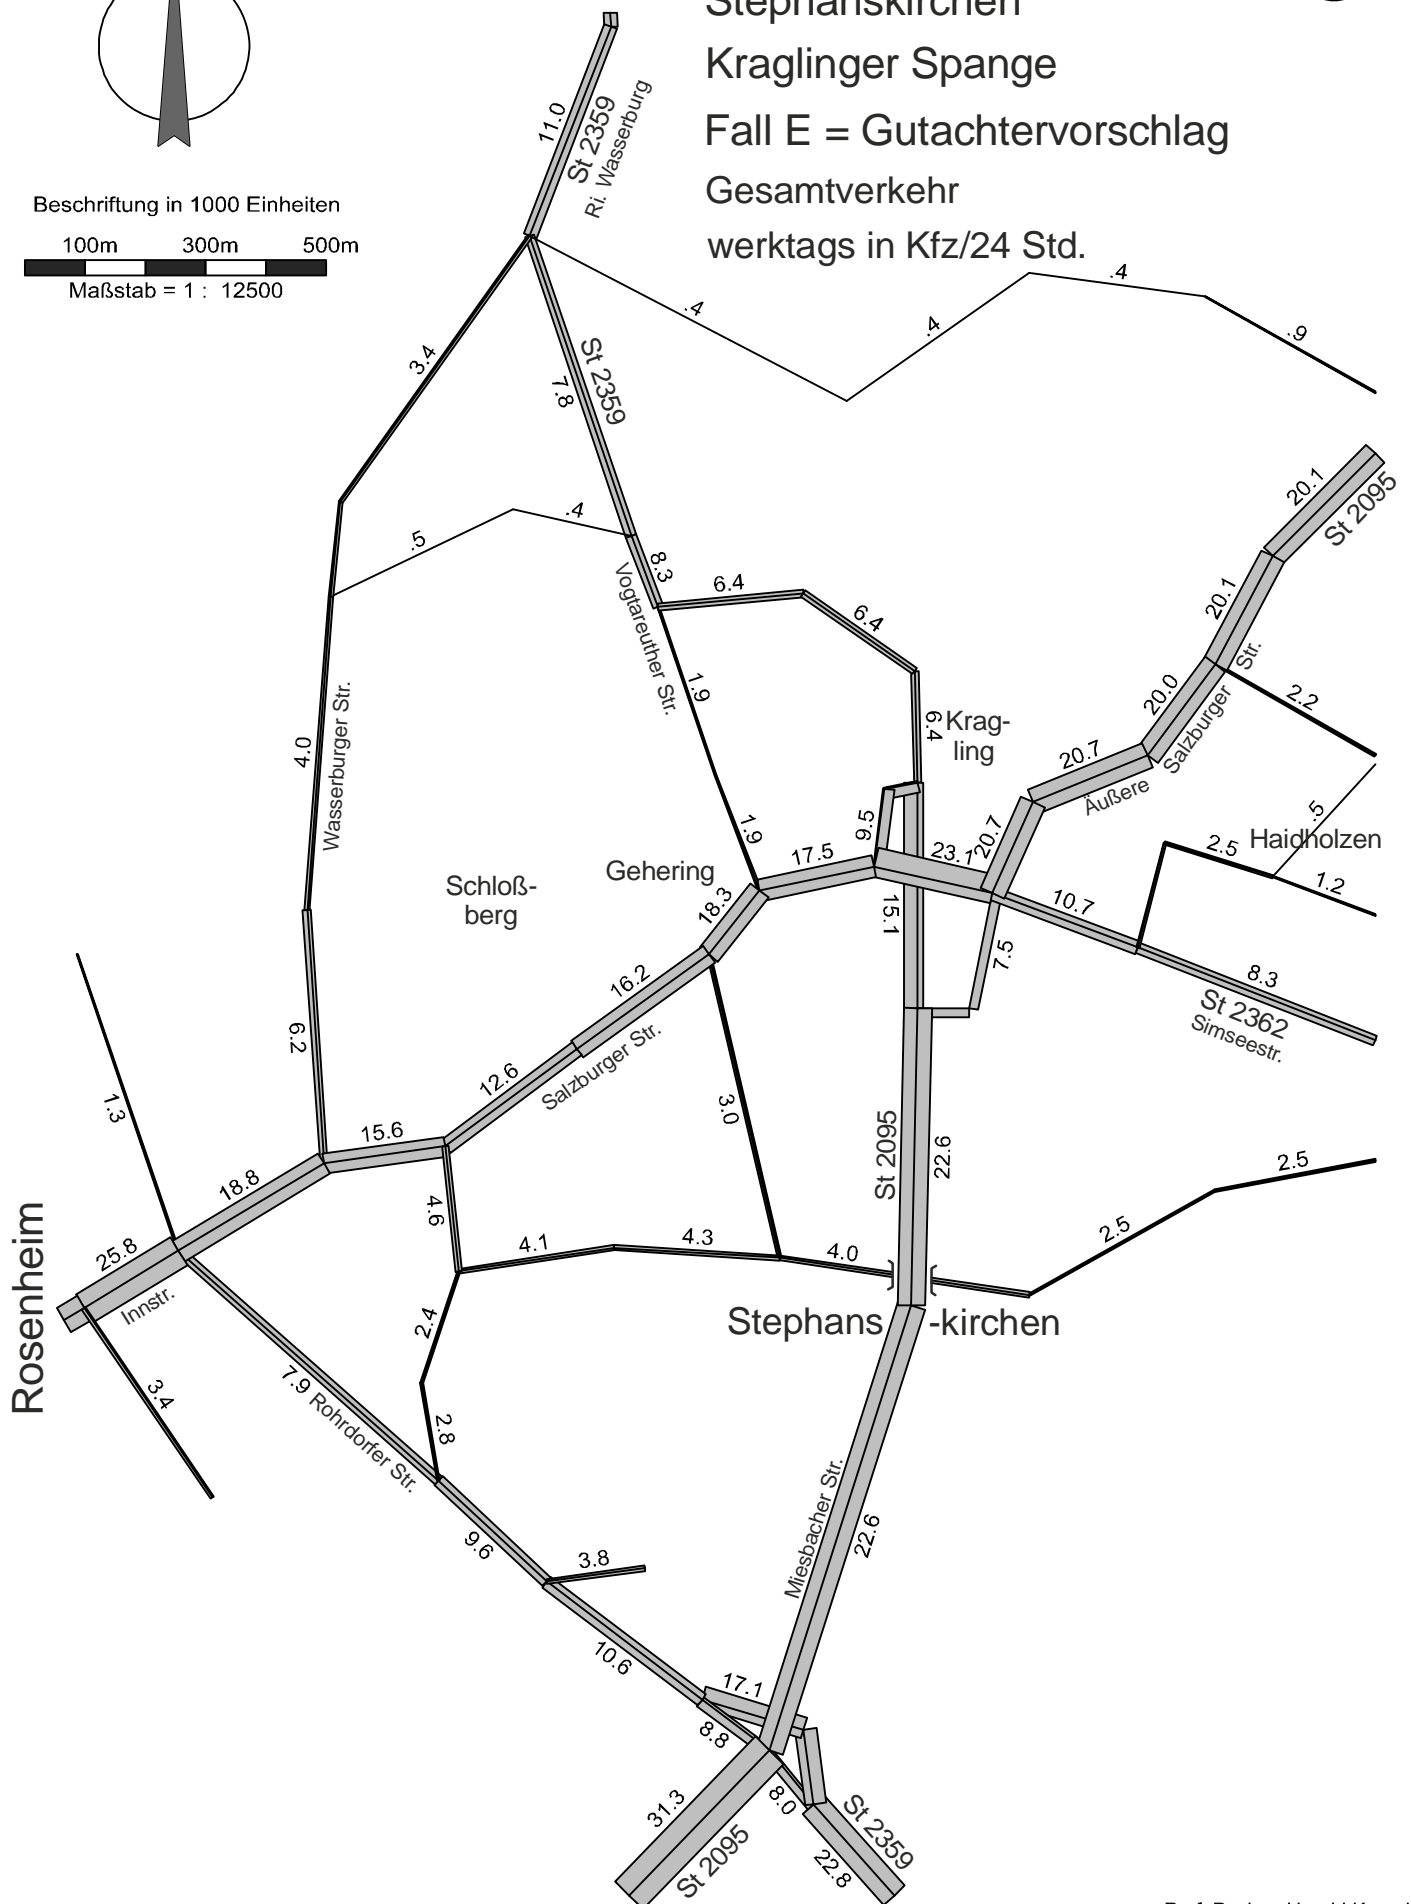 Stephanskirchen
Kraglinger Spange
Fall E = Gutachtervorschlag
Gesamtverkehr
werktags in Kfz/24 Std.
Beschriftung in 1000 Einheiten
100m 300m 500m
Maßstab = 1 : 12500
11.0
St 2359
Ri. Wasserburg
.4
.4
.4
.9
3.4
7.8
St 2359
.5
.4
8.3
Vogtareuther Str.
6.4
6.4
6.4
Krag-
ling
1.9
1.9
20.1
St 2095
20.1
20.0
20.7
20.7
Äußere
Salzburger
Str.
2.2
.5
Haidholzen
2.5
1.2
4.0
Wasserburger Str.
9.5
17.5
23.1
Gehering
Schloß-
berg
18.3
15.1
10.7
7.5
8.3
St 2362
Simseestr.
16.2
12.6
Salzburger Str.
6.2
1.3
15.6
18.8
25.8
Innstr.
Rosenheim
3.4
4.6
4.1
4.3
3.0
4.0
St 2095
22.6
2.5
2.5
Stephans
-kirchen
2.4
2.8
7.9
Rohrdorfer Str.
9.6
3.8
10.6
Miesbacher Str.
22.6
17.1
8.8
8.0
31.3
St 2095
St 2359
22.8